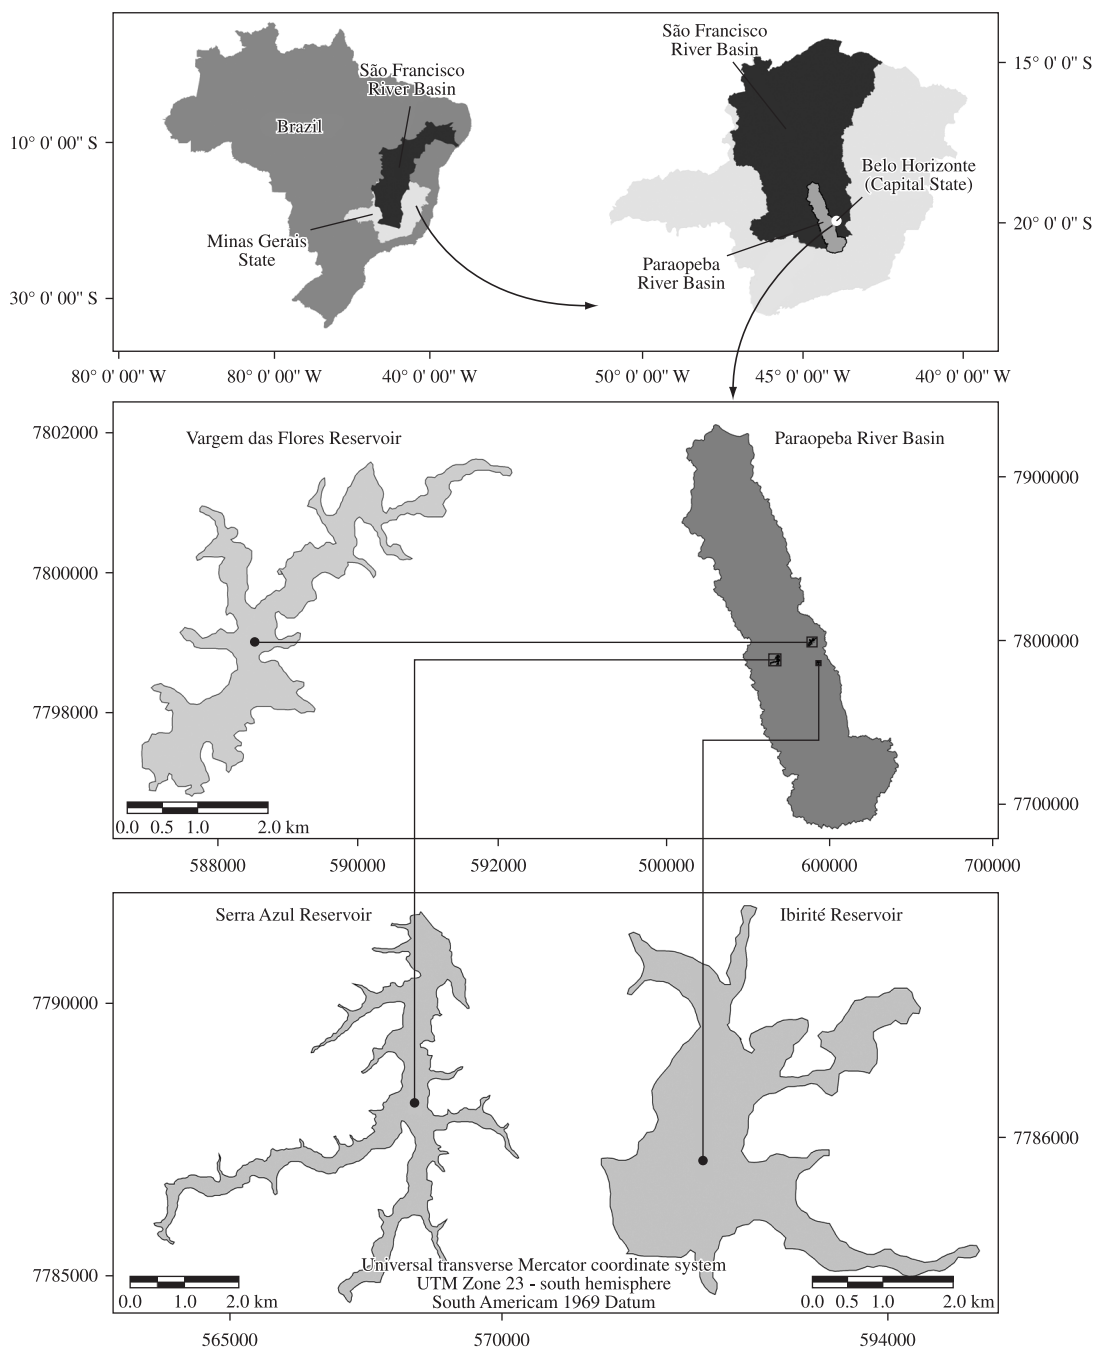 São Francisco
River Basin
Brazil
Minas Gerais
State
10° 0' 00" S
30° 0' 00" S
80° 0'00" W
80° 0'00" W
40° 0'00" W
São Francisco
River Basin
Belo Horizonte
(Capital State)
Paraopeba
River Basin
15° 0' 0" S
20° 0' 0" S
50° 0'00" W
45° 0'00" W
40° 0'00" W
Vargem das Flores Reservoir
7802000
7800000
7798000
0.0 0.5 1.0 2.0 km
588000
590000
592000
Paraopeba River Basin
7900000
7800000
7700000
500000
600000
700000
Serra Azul Reservoir
7790000
7785000
0.0 0.5 1.0 2.0 km
565000
570000
Ibirité Reservoir
7786000
Universal transverse Mercator coordinate system
UTM Zone 23 - south hemisphere
South Americam 1969 Datum
0.0 0.5 1.0 2.0 km
594000